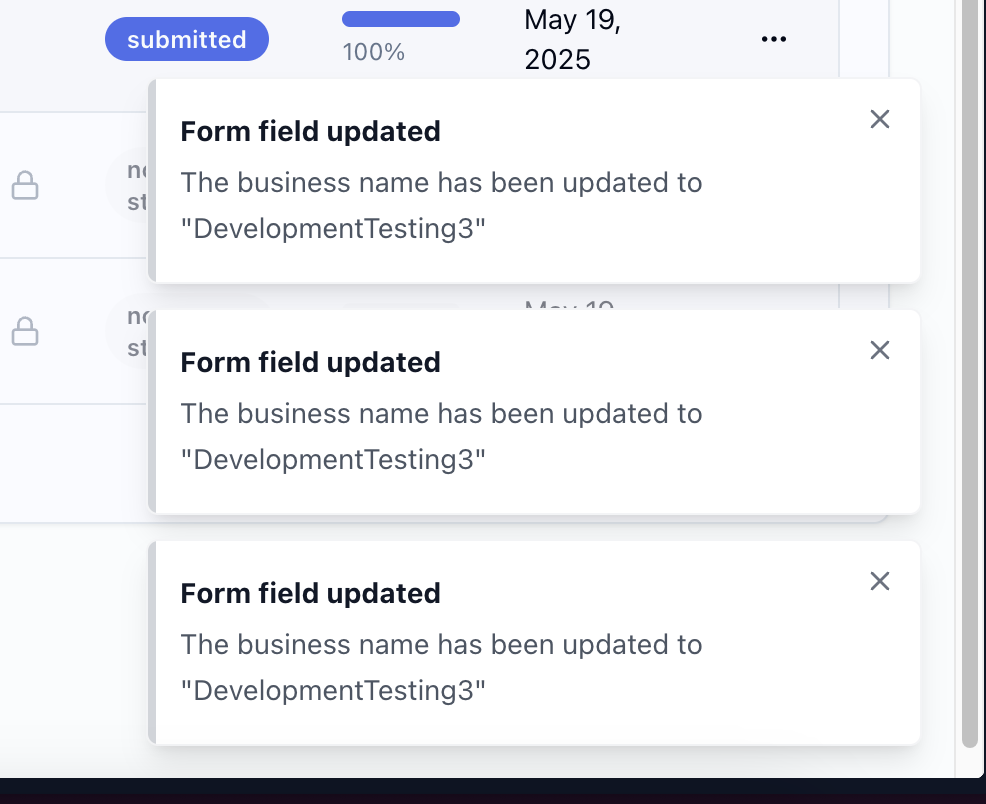 submitted
100%
May 19,
2025
Form field updated
The business name has been updated to
"DevelopmentTesting3"
Form field updated
The business name has been updated to
"DevelopmentTesting3"
Form field updated
The business name has been updated to
"DevelopmentTesting3"